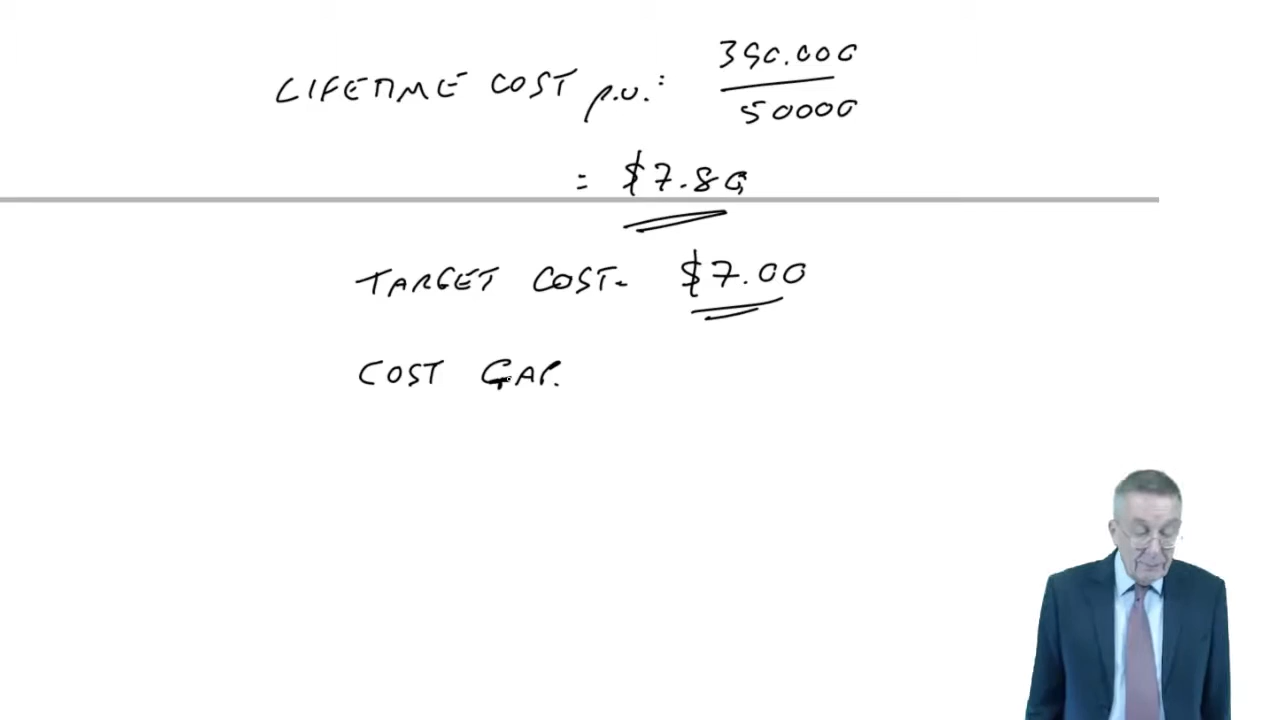 LIFETIME COST p.u.: 390.000
50000
= $7.80
TARGET COST- $7.00
COST GAP.